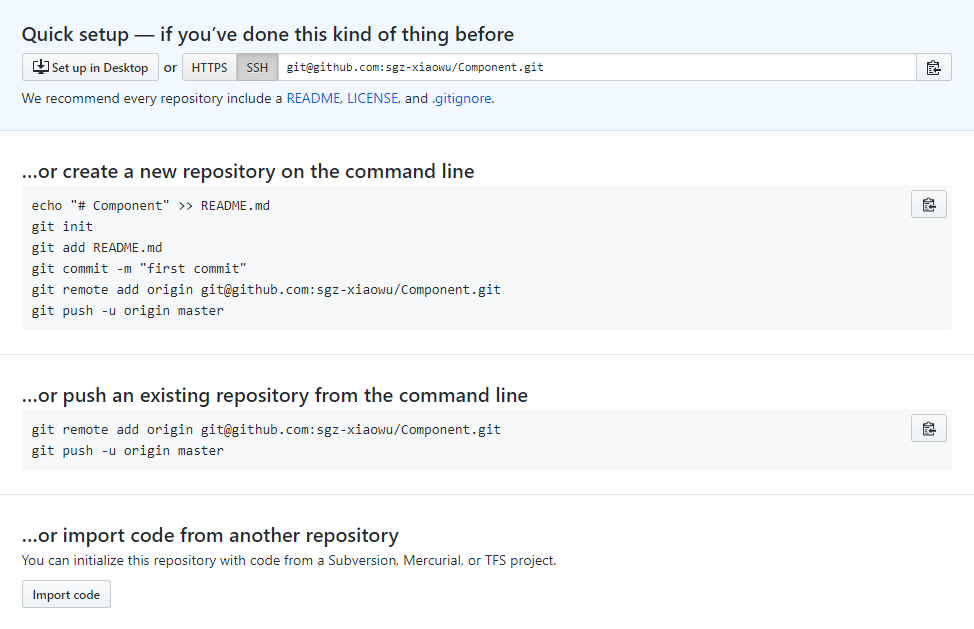 Quick setup — if you’ve done this kind of thing before
Set up in Desktop or HTTPS SSH git@github.com:sgz-xiaowu/Component.git
We recommend every repository include a README, LICENSE, and .gitignore.
…or create a new repository on the command line
echo "# Component" >> README.md
git init
git add README.md
git commit -m "first commit"
git remote add origin git@github.com:sgz-xiaowu/Component.git
git push -u origin master
…or push an existing repository from the command line
git remote add origin git@github.com:sgz-xiaowu/Component.git
git push -u origin master
…or import code from another repository
You can initialize this repository with code from a Subversion, Mercurial, or TFS project.
Import code